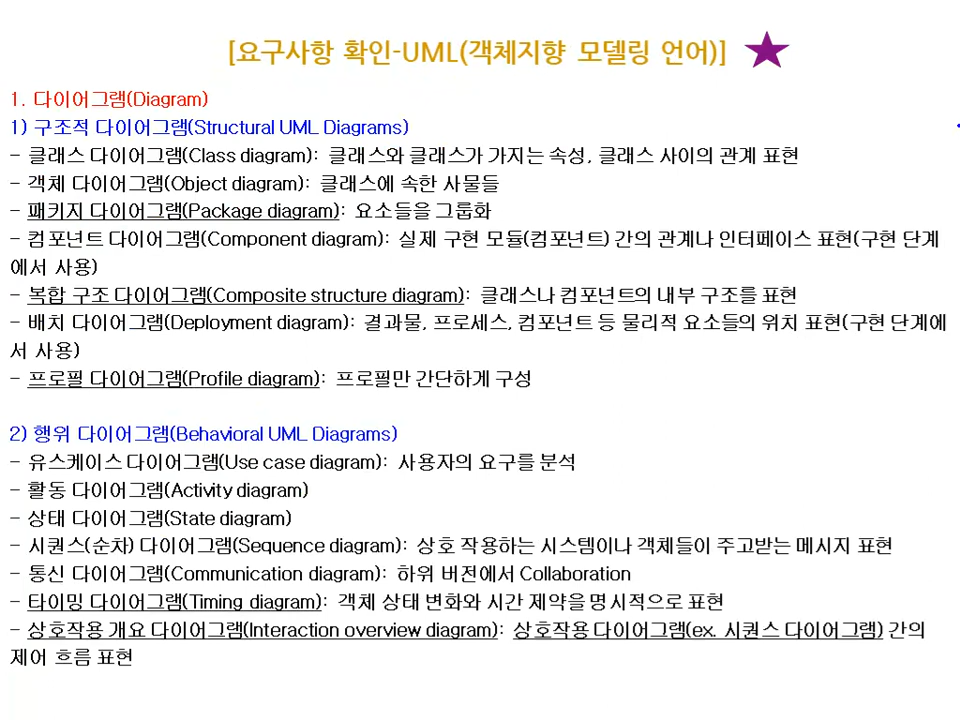 [요구사항 확인-UML(객체지향 모델링 언어)]
1. 다이어그램(Diagram)
1) 구조적 다이어그램(Structural UML Diagrams)
- 클래스 다이어그램(Class diagram): 클래스와 클래스가 가지는 속성, 클래스 사이의 관계 표현
- 객체 다이어그램(Object diagram): 클래스에 속한 사물들
- 패키지 다이어그램(Package diagram): 요소들을 그룹화
- 컴포넌트 다이어그램(Component diagram): 실제 구현 모듈(컴포넌트) 간의 관계나 인터페이스 표현(구현 단계
에서 사용)
- 복합 구조 다이어그램(Composite structure diagram): 클래스나 컴포넌트의 내부 구조를 표현
- 배치 다이어그램(Deployment diagram): 결과물, 프로세스, 컴포넌트 등 물리적 요소들의 위치 표현(구현 단계에
서 사용)
- 프로필 다이어그램(Profile diagram): 프로필만 간단하게 구성
2) 행위 다이어그램(Behavioral UML Diagrams)
- 유스케이스 다이어그램(Use case diagram): 사용자의 요구를 분석
- 활동 다이어그램(Activity diagram)
- 상태 다이어그램(State diagram)
- 시퀀스(순차) 다이어그램(Sequence diagram): 상호 작용하는 시스템이나 객체들이 주고받는 메시지 표현
- 통신 다이어그램(Communication diagram): 하위 버전에서 Collaboration
- 타이밍 다이어그램(Timing diagram): 객체 상태 변화와 시간 제약을 명시적으로 표현
- 상호작용 개요 다이어그램(Interaction overview diagram): 상호작용 다이어그램(ex. 시퀀스 다이어그램) 간의
제어 흐름 표현